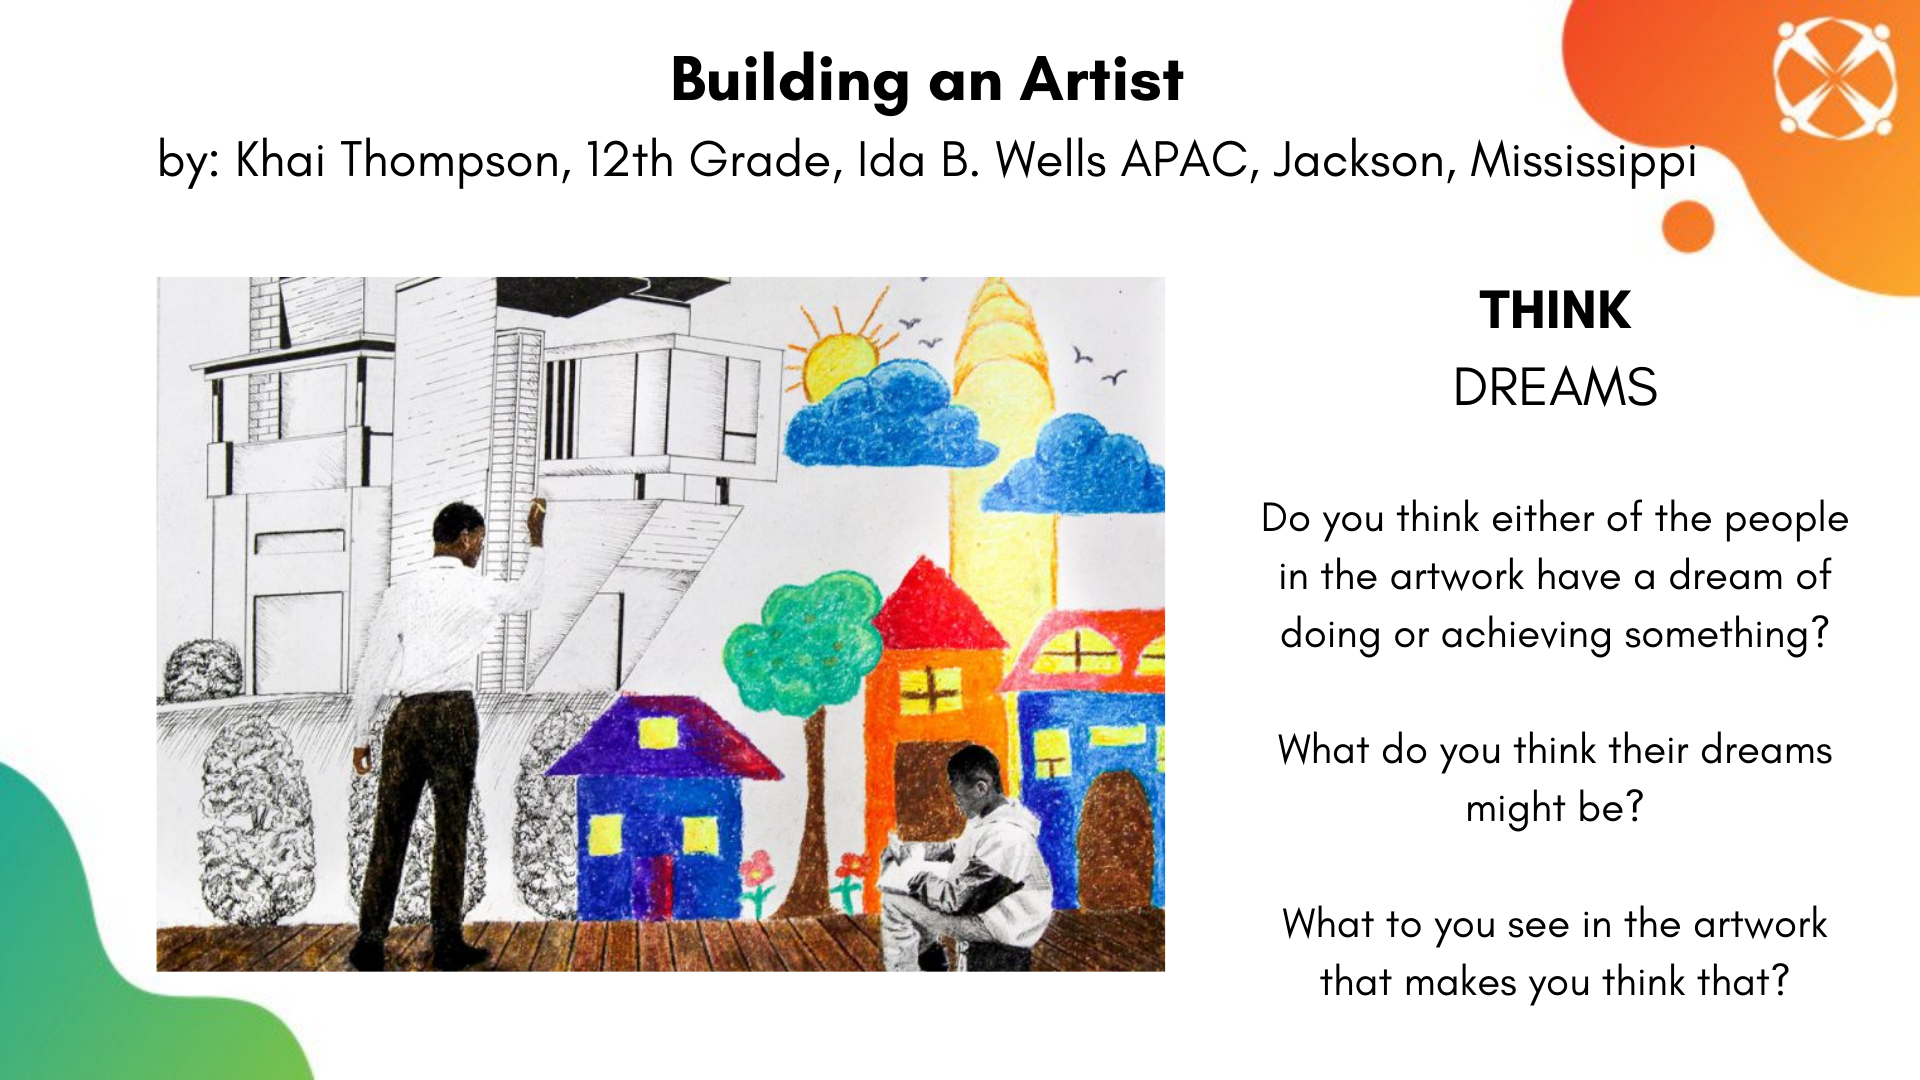 Building an Artist
by: Khai Thompson, 12th Grade, Ida B. Wells APAC, Jackson, Mississippi
THINK
DREAMS
Do you think either of the people
in the artwork have a dream of
doing or achieving something?
What do you think their dreams
might be?
What to you see in the artwork
that makes you think that?